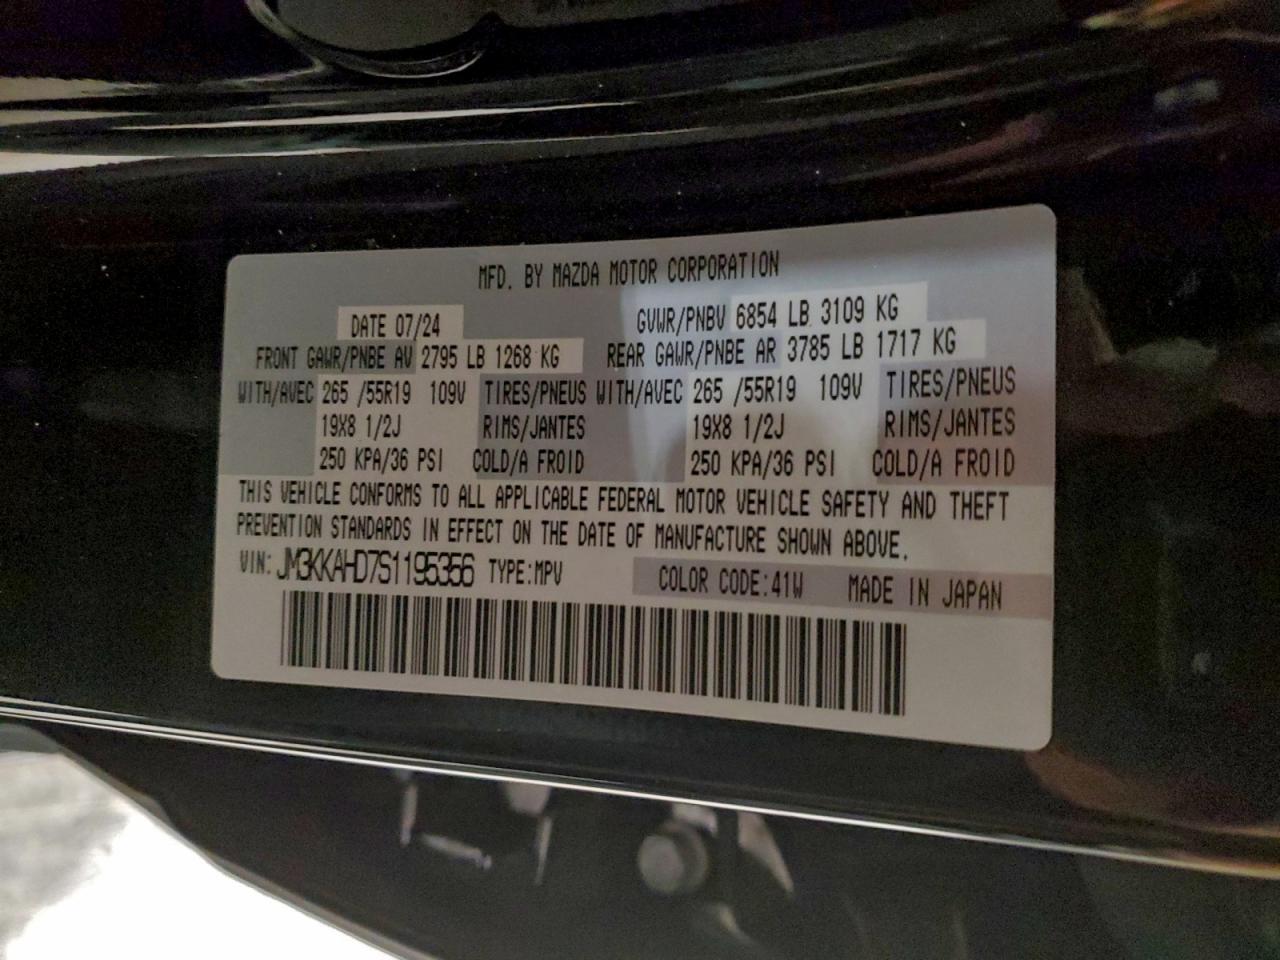 MFD. BY MAZDA MOTOR CORPORATION
DATE 07/24 GVWR/PNBV 6854 LB 3109 KG
FRONT GAWR/PNBE AV 2795 LB 1268 KG REAR GAWR/PNBE AR 3785 LB 1717 KG
WITH/AVEC 265 /55R19 109V TIRES/PNEUS WITH/AVEC 265 /55R19 109V TIRES/PNEUS
19X8 1/2J RIMS/JANTES 19X8 1/2J RIMS/JANTES
250 KPA/36 PSI COLD/A FROID 250 KPA/36 PSI COLD/A FROID
THIS VEHICLE CONFORMS TO ALL APPLICABLE FEDERAL MOTOR VEHICLE SAFETY AND THEFT
PREVENTION STANDARDS IN EFFECT ON THE DATE OF MANUFACTURE SHOWN ABOVE.
VIN: JM3KKAHD7S1195356 TYPE:MPV COLOR CODE:41W MADE IN JAPAN